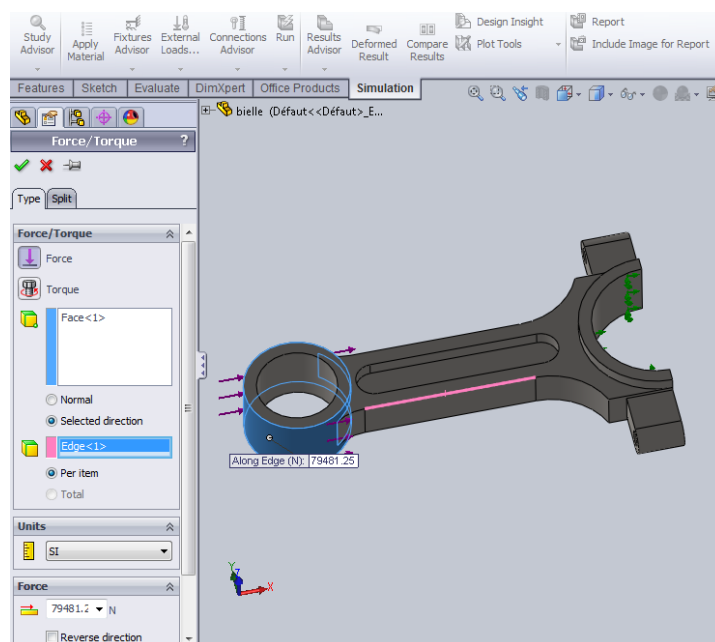 Study Advisor
Apply Material
Fixtures Advisor
External Loads...
Connections Advisor
Run
Results Advisor
Deformed Result
Compare Results
Design Insight
Plot Tools
Report
Include Image for Report
Features
Sketch
Evaluate
DimXpert
Office Products
Simulation
bielle (Défaut<<Défaut>_E...
Force/Torque
?
Type
Split
Force/Torque
Force
Torque
Face<1>
Normal
Selected direction
Edge<1>
Per item
Total
Along Edge (N): 79481.25
Units
SI
Force
79481.2 N
Reverse direction
Y
Z
X